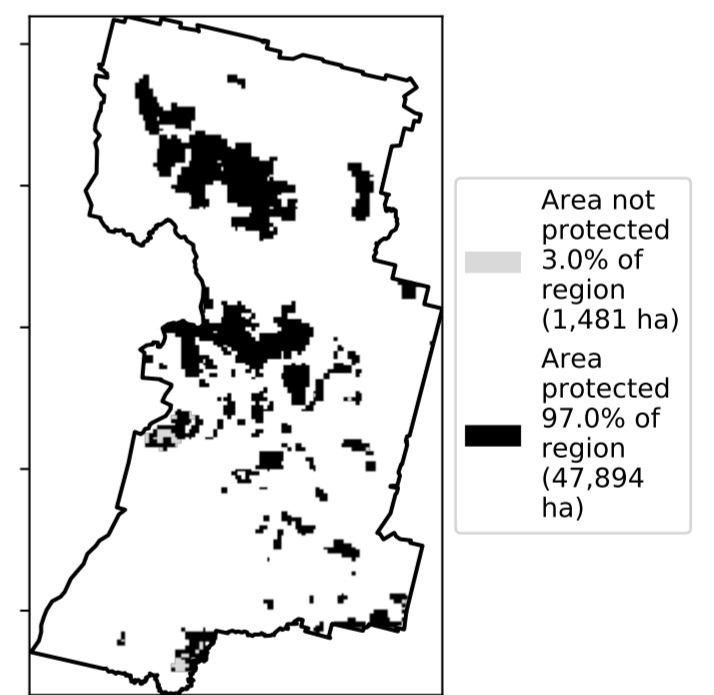 Area not
protected
3.0% of
region
(1,481 ha)
Area
protected
97.0% of
region
(47,894
ha)